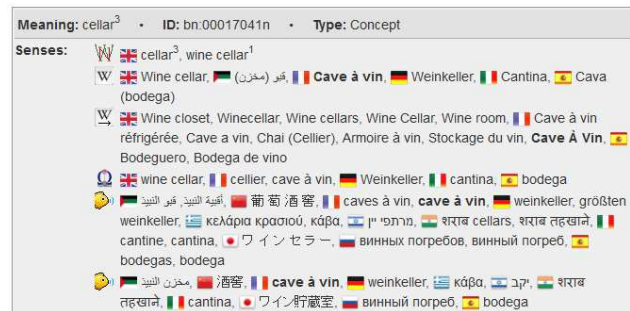 Meaning: cellar3 • ID: bn:00017041n • Type: Concept
Senses: W cellar3, wine cellar1
W Wine cellar, قبو (مخزن), Cave à vin, Weinkeller, Cantina, Cava
(bodega)
W Wine closet, Winecellar, Wine cellars, Wine Cellar, Wine room, Cave à vin
réfrigérée, Cave a vin, Chai (Cellier), Armoire à vin, Stockage du vin, Cave À Vin,
Bodeguero, Bodega de vino
Ω wine cellar, cellier, cave à vin, Weinkeller, cantina, bodega
أقبية النبيذ, قبو النبيذ, 葡萄酒窖, caves à vin, cave à vin, weinkeller, größten
weinkeller, κελάρια κρασιού, κάβα, מרתפי יין, शराब cellars, शराब तहखाने,
cantine, cantina, ワインセラー, винных погребов, винный погреб,
bodegas, bodega
مخزن النبيذ, 酒窖, cave à vin, weinkeller, κάβα, יקב, शराब
तहखाने, cantina, ワイン貯蔵室, винный погреб, bodega